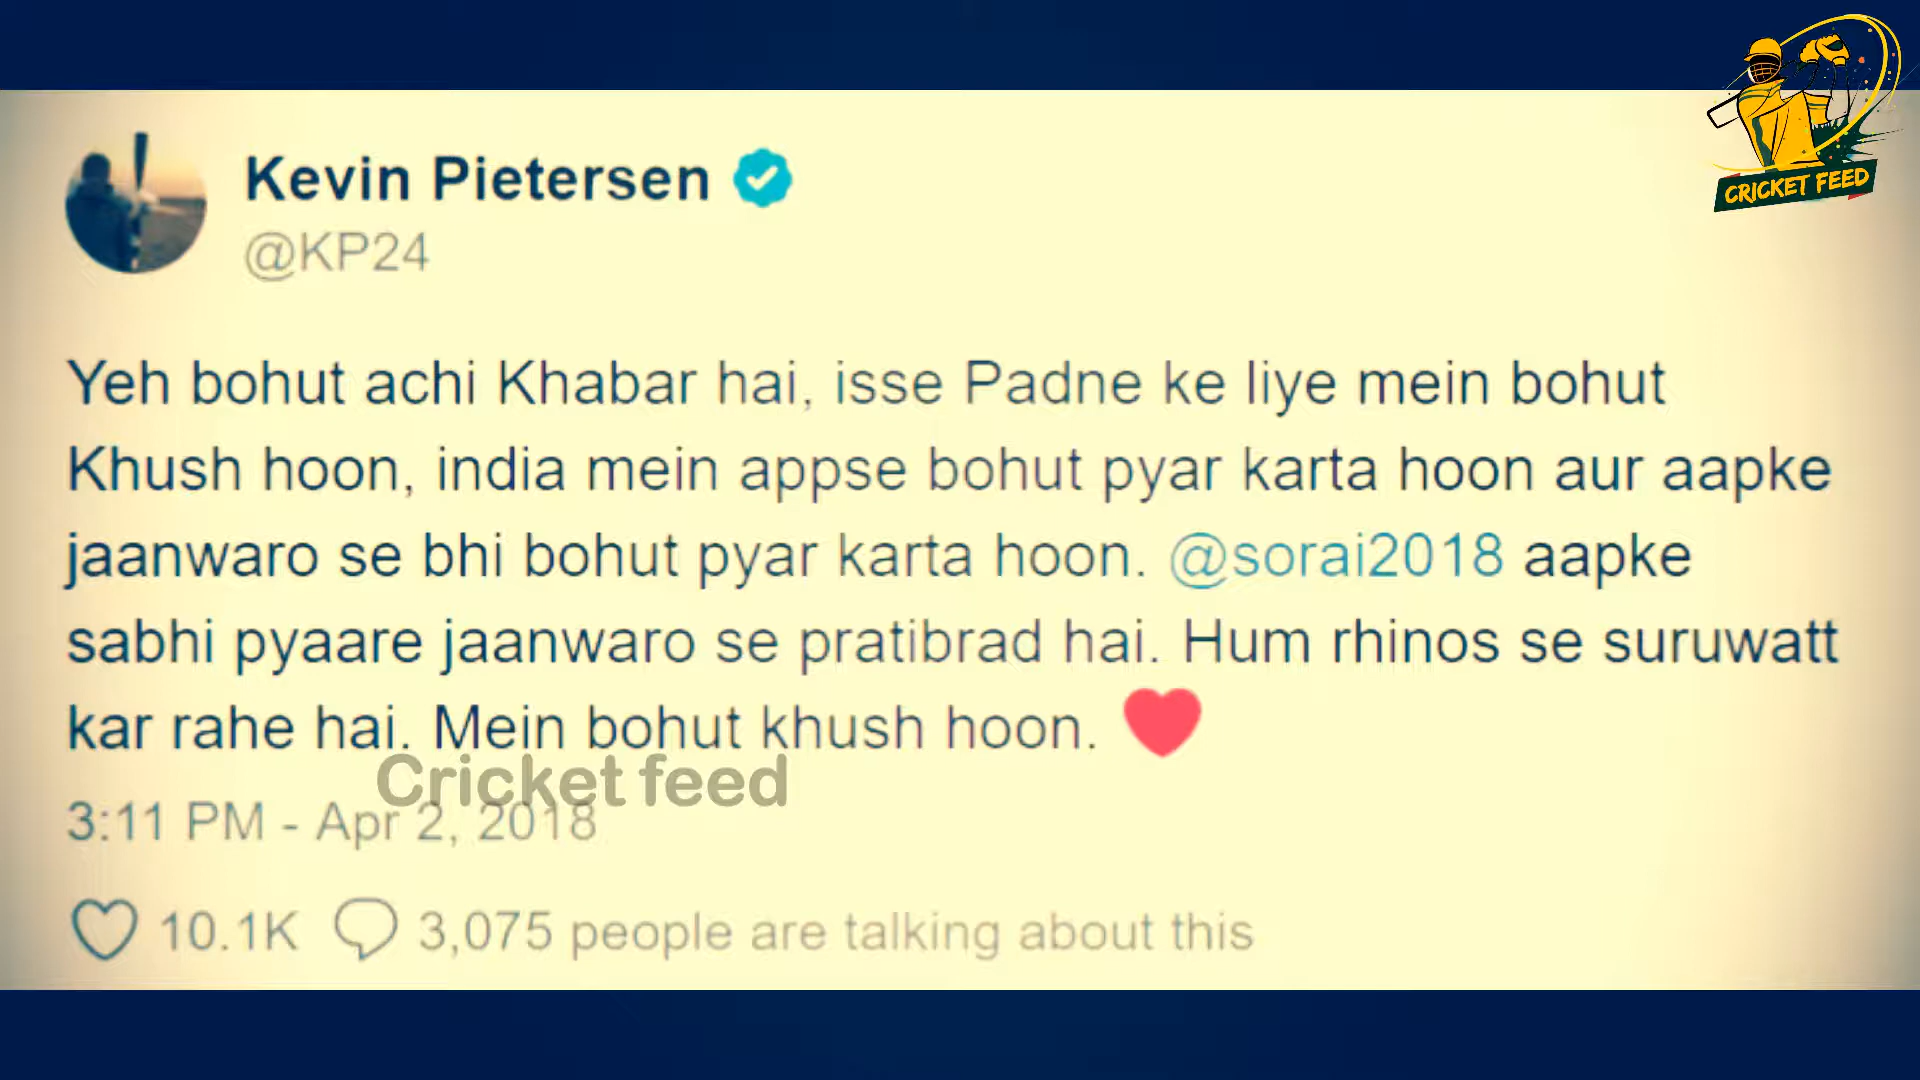 CRICKET FEED
Kevin Pietersen
@KP24
Yeh bohut achi Khabar hai, isse Padne ke liye mein bohut
Khush hoon, india mein appse bohut pyar karta hoon aur aapke
jaanwaro se bhi bohut pyar karta hoon. @sorai2018 aapke
sabhi pyaare jaanwaro se pratibrad hai. Hum rhinos se suruwatt
kar rahe hai. Mein bohut khush hoon. ❤️
Cricket feed
3:11 PM - Apr 2, 2018
10.1K 3,075 people are talking about this